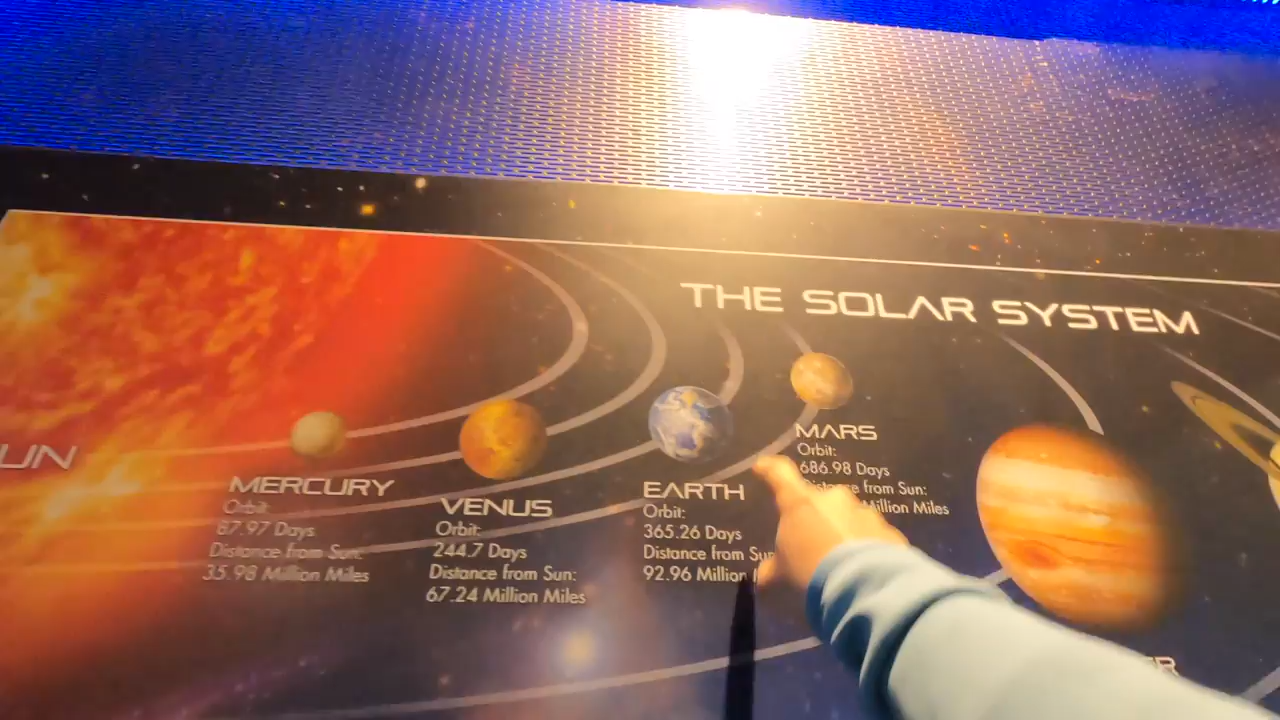 THE SOLAR SYSTEM
UN
MERCURY
Orbit:
87.97 Days
Distance from Sun:
35.98 Million Miles
VENUS
Orbit:
244.7 Days
Distance from Sun:
67.24 Million Miles
EARTH
Orbit:
365.26 Days
Distance from Sun
92.96 Million
MARS
Orbit:
686.98 Days
Distance from Sun:
Million Miles
ER